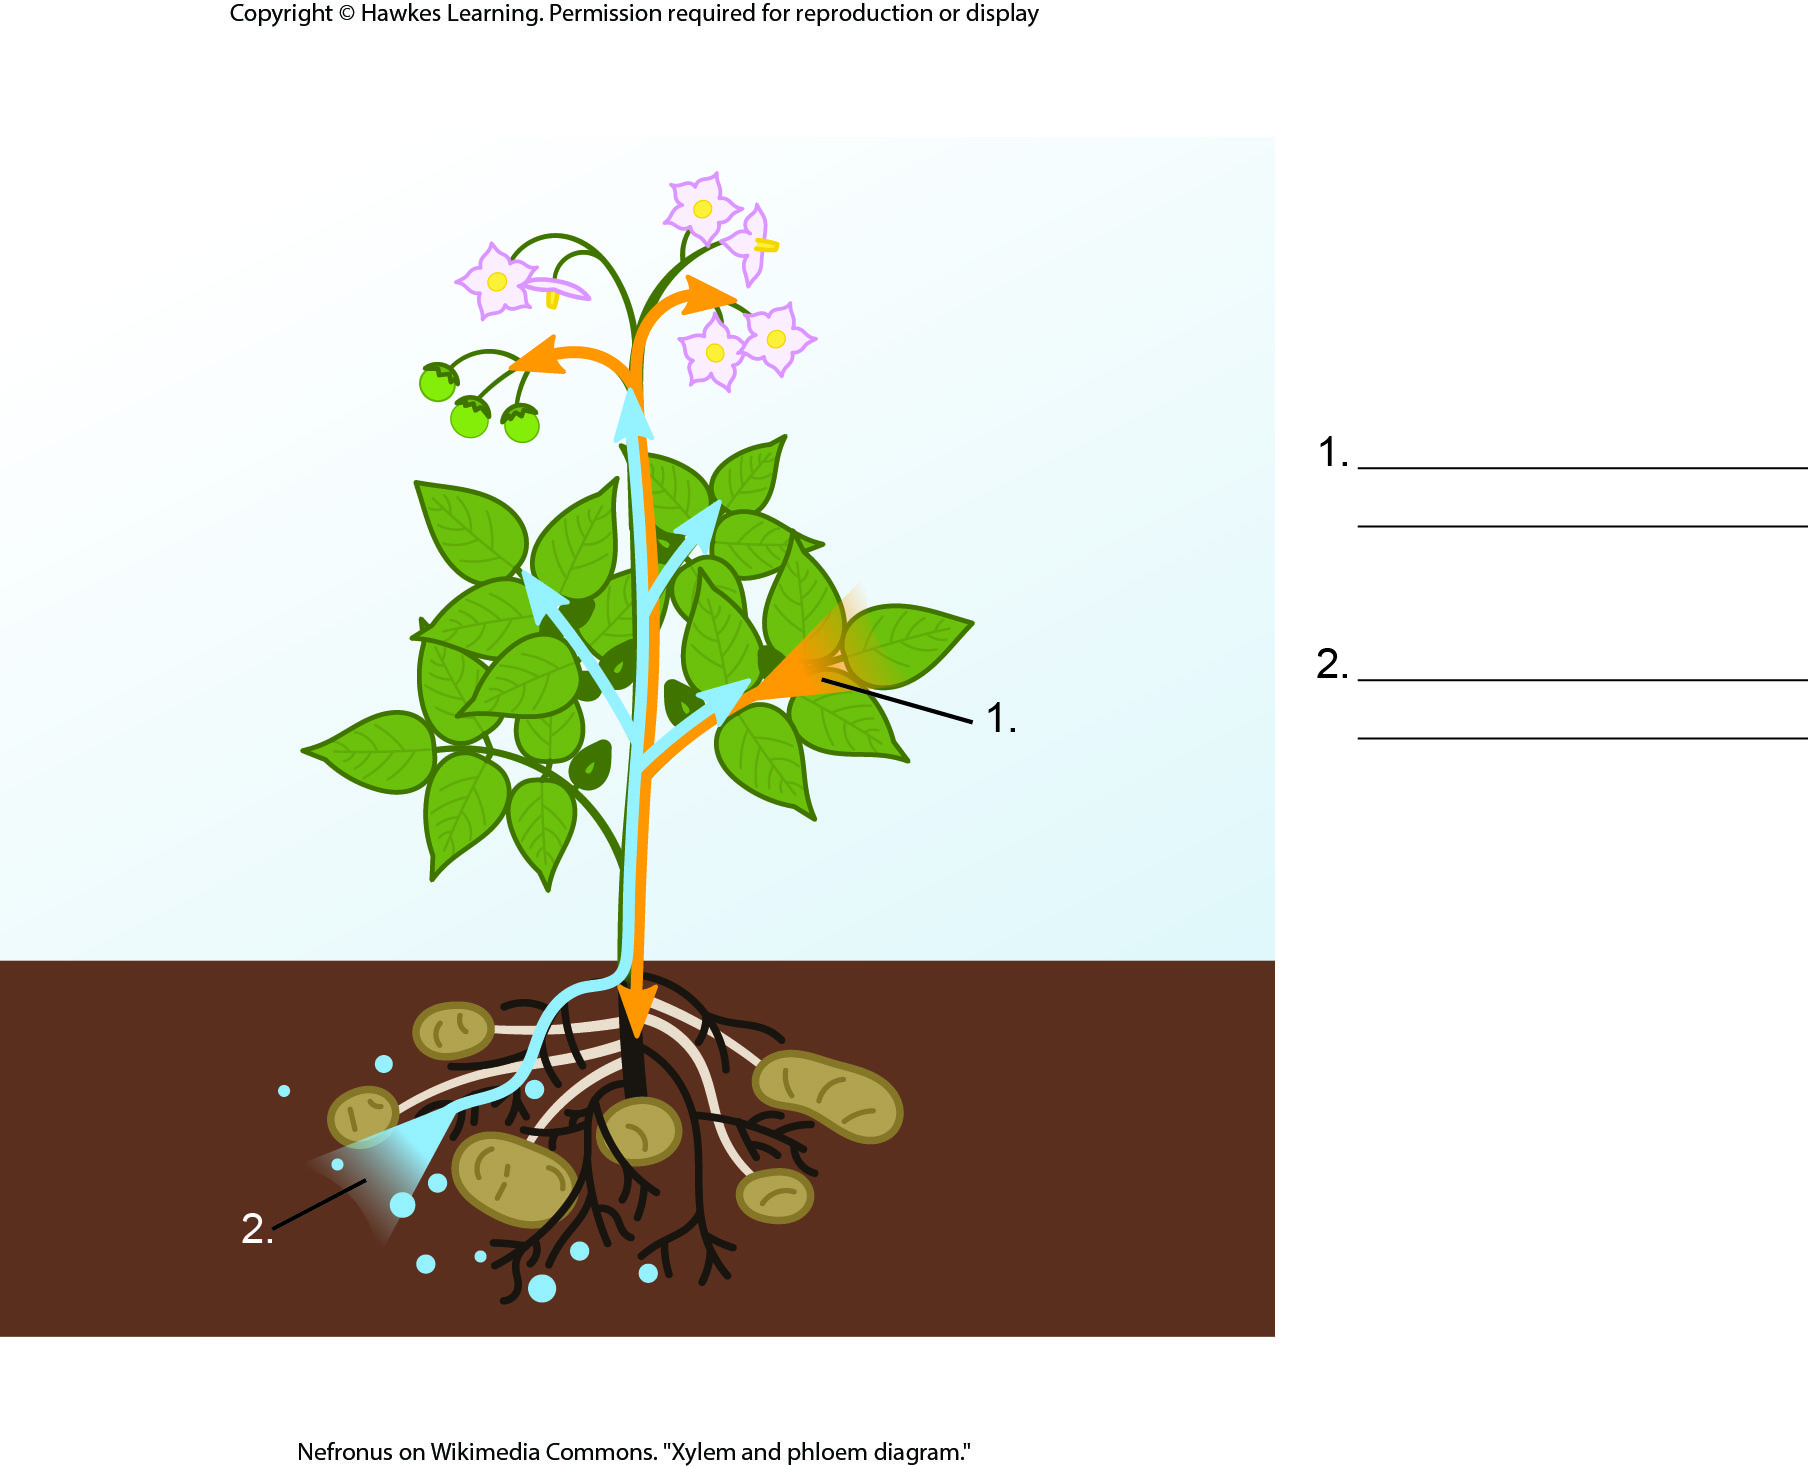 Copyright © Hawkes Learning. Permission required for reproduction or display
1.
2.
1.
2.
Nefronus on Wikimedia Commons. "Xylem and phloem diagram."